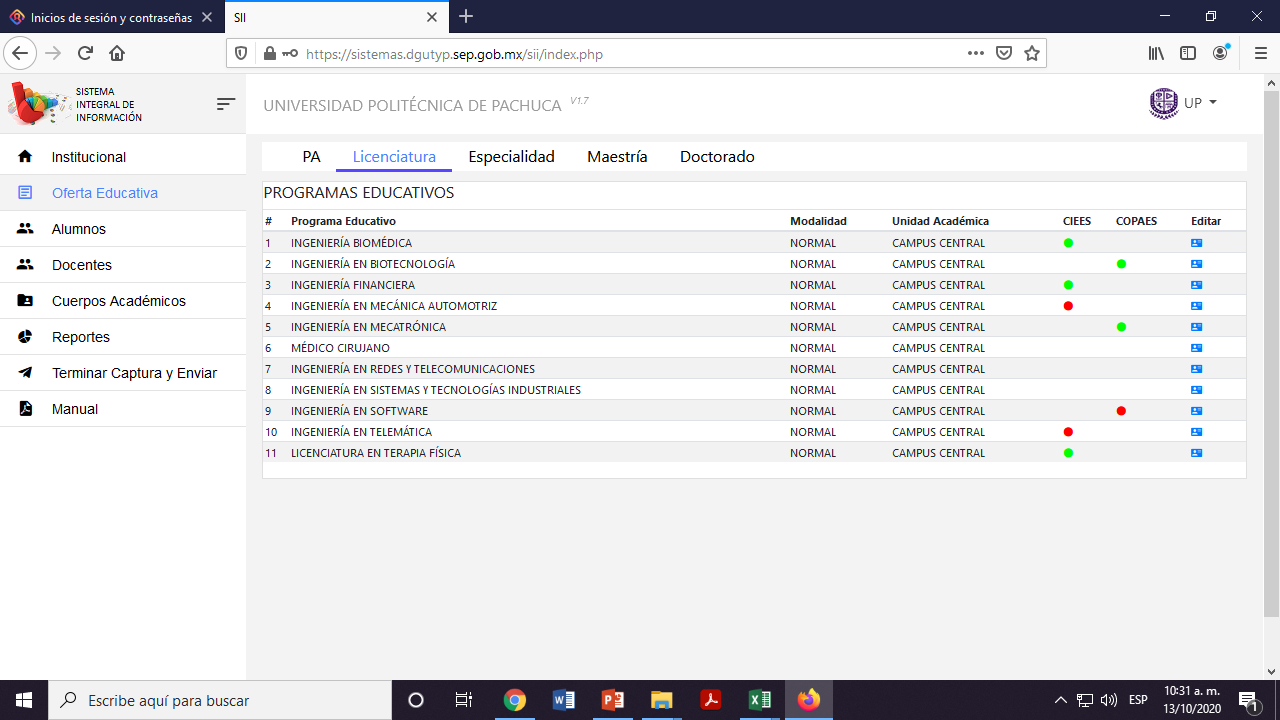 Inicios de sesión y contraseñas
SII
https://sistemas.dgutyp.sep.gob.mx/sii/index.php
SISTEMA
INTEGRAL DE
INFORMACIÓN
UNIVERSIDAD POLITÉCNICA DE PACHUCA V1.7
UP
Institucional
Oferta Educativa
Alumnos
Docentes
Cuerpos Académicos
Reportes
Terminar Captura y Enviar
Manual
PA Licenciatura Especialidad Maestría Doctorado
PROGRAMAS EDUCATIVOS
# Programa Educativo Modalidad Unidad Académica CIEES COPAES Editar
1 INGENIERÍA BIOMÉDICA NORMAL CAMPUS CENTRAL
2 INGENIERÍA EN BIOTECNOLOGÍA NORMAL CAMPUS CENTRAL
3 INGENIERÍA FINANCIERA NORMAL CAMPUS CENTRAL
4 INGENIERÍA EN MECÁNICA AUTOMOTRIZ NORMAL CAMPUS CENTRAL
5 INGENIERÍA EN MECATRÓNICA NORMAL CAMPUS CENTRAL
6 MÉDICO CIRUJANO NORMAL CAMPUS CENTRAL
7 INGENIERÍA EN REDES Y TELECOMUNICACIONES NORMAL CAMPUS CENTRAL
8 INGENIERÍA EN SISTEMAS Y TECNOLOGÍAS INDUSTRIALES NORMAL CAMPUS CENTRAL
9 INGENIERÍA EN SOFTWARE NORMAL CAMPUS CENTRAL
10 INGENIERÍA EN TELEMÁTICA NORMAL CAMPUS CENTRAL
11 LICENCIATURA EN TERAPIA FÍSICA NORMAL CAMPUS CENTRAL
Escribe aquí para buscar
ESP
10:31 a. m.
13/10/2020
1